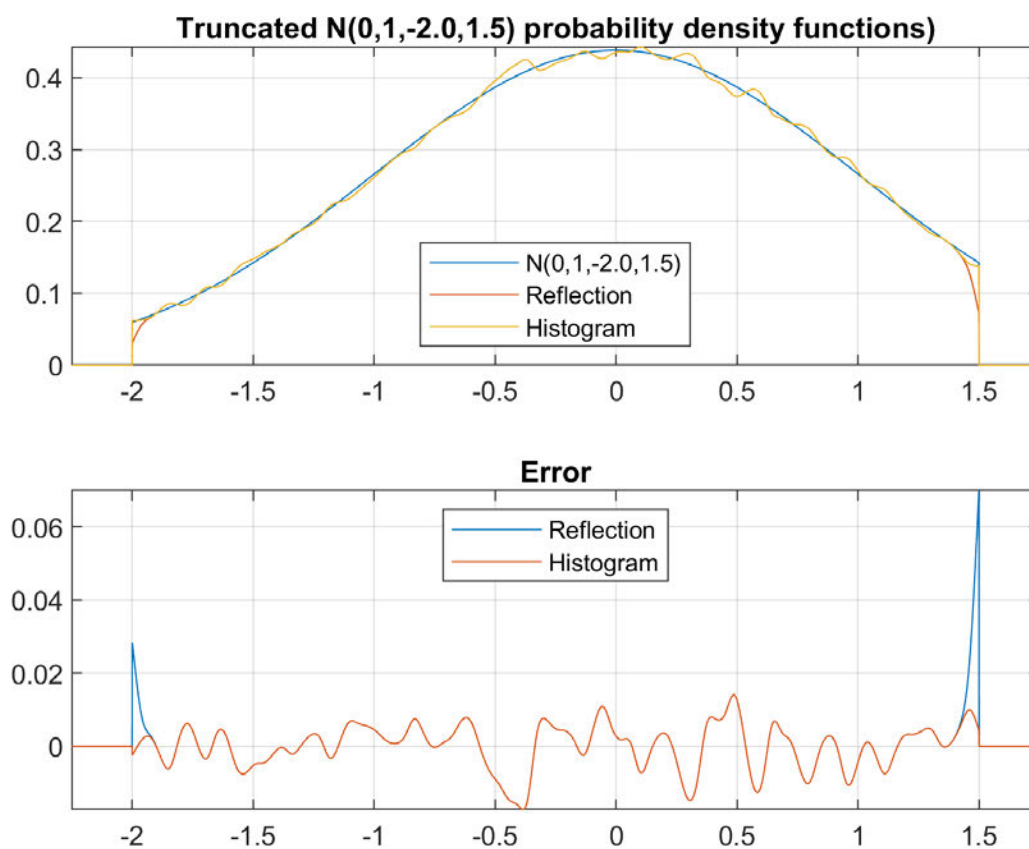 Truncated N(0,1,-2.0,1.5) probability density functions)
0.4
0.3
0.2
0.1
0
N(0,1,-2.0,1.5)
Reflection
Histogram
-2 -1.5 -1 -0.5 0 0.5 1 1.5
Error
0.06
0.04
0.02
0
Reflection
Histogram
-2 -1.5 -1 -0.5 0 0.5 1 1.5